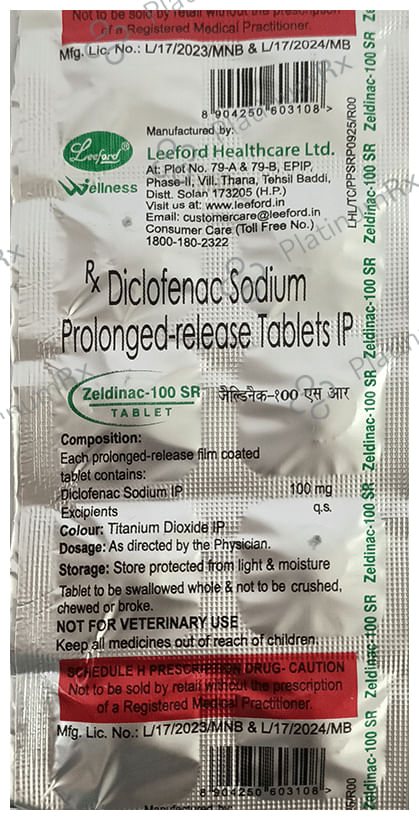 Not to be sold by retail without the prescription
of a Registered Medical Practitioner.
Mfg. Lic. No.: L/17/2023/MNB & L/17/2024/MB
8 904250 603108 >
Manufactured by:
Leeford®
Wellness
Leeford Healthcare Ltd.
At: Plot No. 79-A & 79-B, EPIP,
Phase-II, Vill. Thana, Tehsil Baddi,
Distt. Solan 173205 (H.P.)
Visit us at: www.leeford.in
Email: customercare@leeford.in
Consumer Care (Toll Free No.)
1800-180-2322
LHL/TC/PPSRP0925/R00
Rx Diclofenac Sodium
Prolonged-release Tablets IP
Zeldinac-100 SR
TABLET
जैल्डिनैक-१०० एस आर
Composition:
Each prolonged-release film coated
tablet contains:
Diclofenac Sodium IP 100 mg
Excipients q.s.
Colour: Titanium Dioxide IP
Dosage: As directed by the Physician.
Storage: Store protected from light & moisture
Tablet to be swallowed whole & not to be crushed,
chewed or broke.
NOT FOR VETERINARY USE
Keep all medicines out of reach of children.
SCHEDULE H PRESCRIPTION DRUG- CAUTION
Not to be sold by retail without the prescription
of a Registered Medical Practitioner.
Mfg. Lic. No.: L/17/2023/MNB & L/17/2024/MB
8 904250 603108 >
Manufactured by:
Zeldinac-100 SR
Zeldinac-100 SR
Zeldinac-100 SR
Zeldinac-100 SR
Zeldinac-100 SR
PlatinumRx